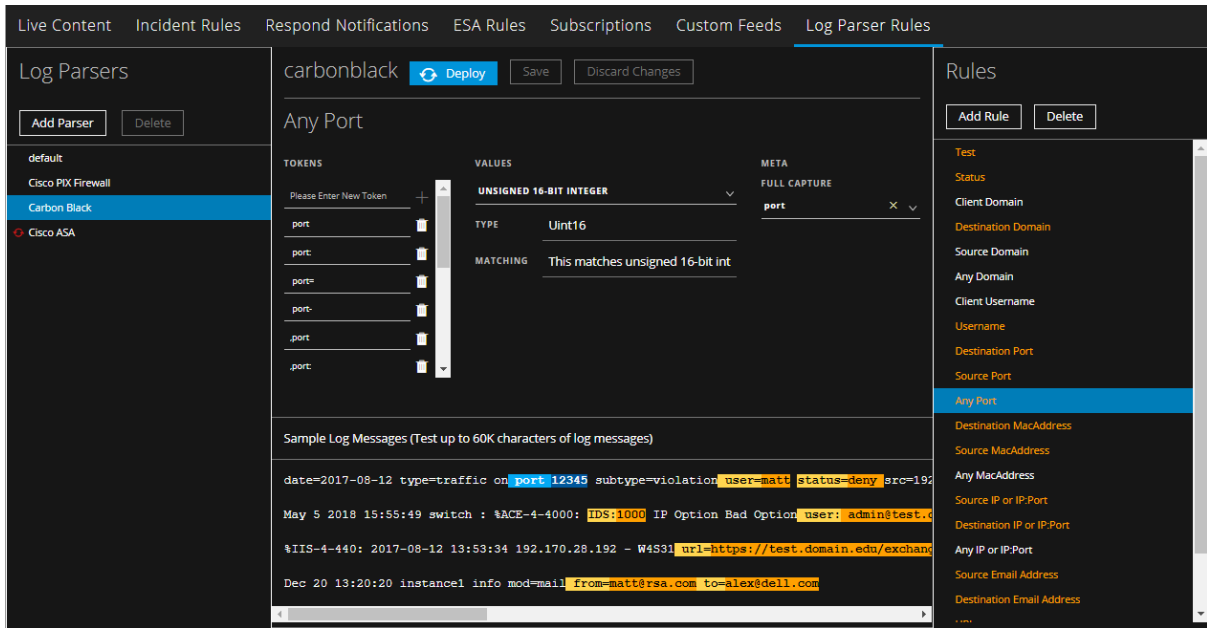 Live Content Incident Rules Respond Notifications ESA Rules Subscriptions Custom Feeds Log Parser Rules
Log Parsers
Add Parser Delete
default
Cisco PIX Firewall
Carbon Black
Cisco ASA
carbonblack Deploy Save Discard Changes
Any Port
TOKENS
Please Enter New Token
port
port:
port=
port-
,port
,port:
VALUES
UNSIGNED 16-BIT INTEGER
TYPE Uint16
MATCHING This matches unsigned 16-bit int
META
FULL CAPTURE
port
Sample Log Messages (Test up to 60K characters of log messages)
date=2017-08-12 type=traffic on port 12345 subtype=violation user=matt status=deny src=192
May 5 2018 15:55:49 switch : %ACE-4-4000: IDS:1000 IP Option Bad Option user: admin@test.
%IIS-4-440: 2017-08-12 13:53:34 192.170.28.192 - W4S31 url=https://test.domain.edu/exchang
Dec 20 13:20:20 instance1 info mod=mail from=matt@rsa.com to=alex@dell.com
Rules
Add Rule Delete
Test
Status
Client Domain
Destination Domain
Source Domain
Any Domain
Client Username
Username
Destination Port
Source Port
Any Port
Destination MacAddress
Source MacAddress
Any MacAddress
Source IP or IP:Port
Destination IP or IP:Port
Any IP or IP:Port
Source Email Address
Destination Email Address